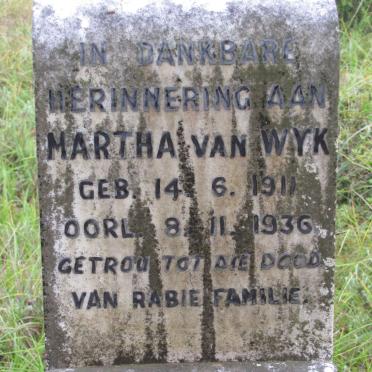 IN DANKBARE
HERINNERING AAN
MARTHA VAN WYK
GEB. 14. 6. 1911
OORL. 8. 11. 1936
GETROU TOT DIE DOOD
VAN RABIE FAMILIE.